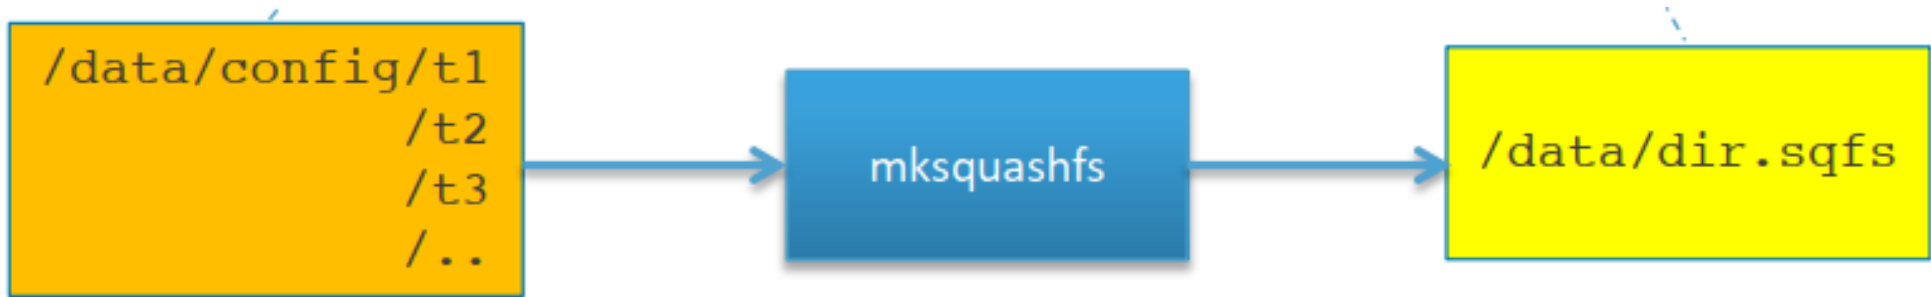 /data/config/t1
/t2
/t3
/..
mksquashfs
/data/dir.sqfs